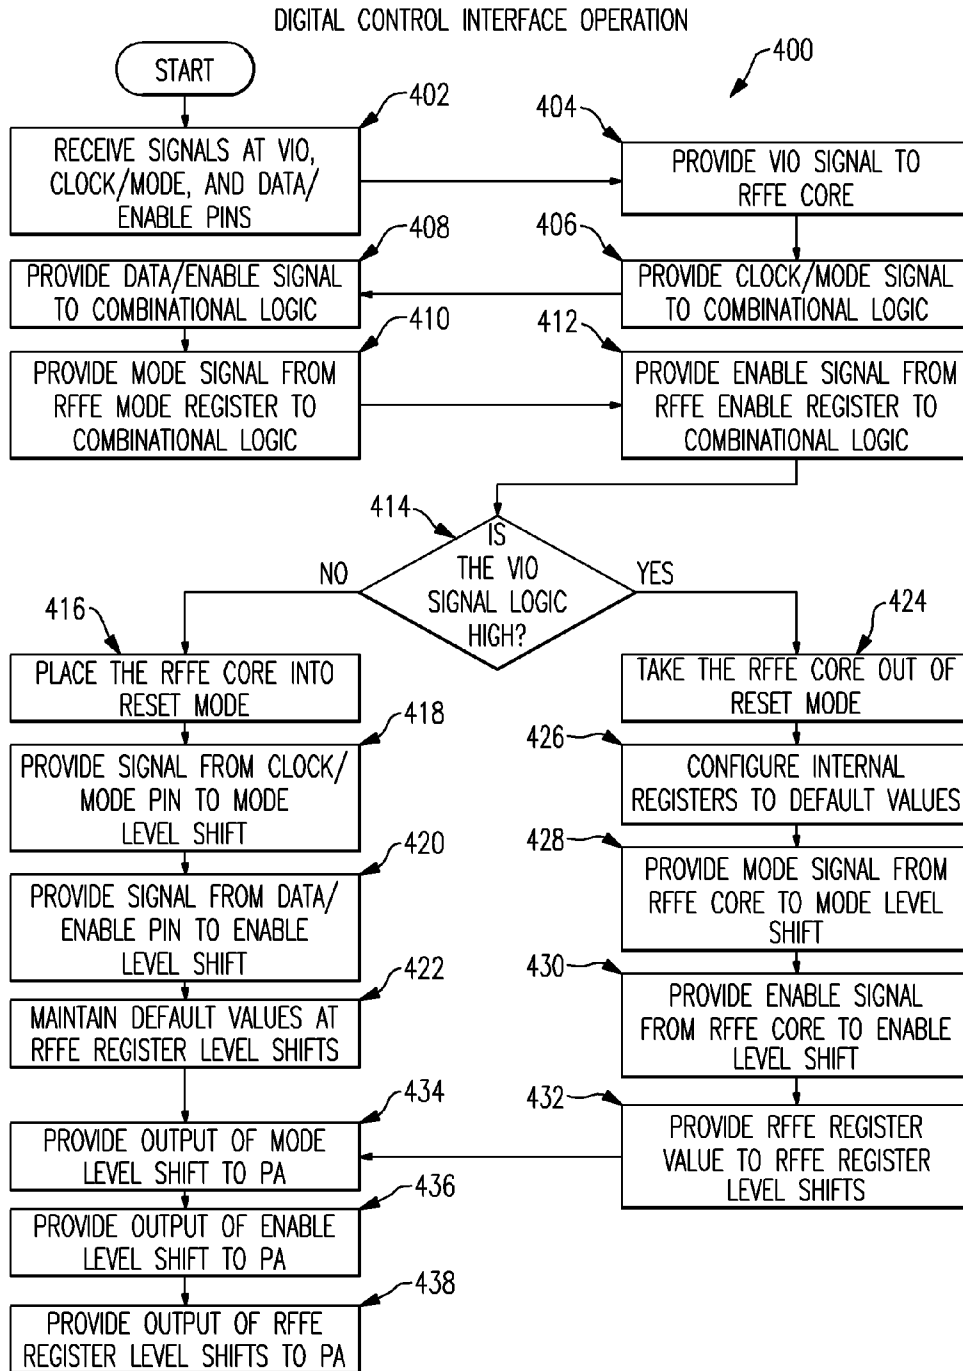 DIGITAL CONTROL INTERFACE OPERATION
400
START
402
RECEIVE SIGNALS AT VIO,
CLOCK/MODE, AND DATA/
ENABLE PINS
404
PROVIDE VIO SIGNAL TO
RFFE CORE
406
PROVIDE CLOCK/MODE SIGNAL
TO COMBINATIONAL LOGIC
408
PROVIDE DATA/ENABLE SIGNAL
TO COMBINATIONAL LOGIC
410
PROVIDE MODE SIGNAL FROM
RFFE MODE REGISTER TO
COMBINATIONAL LOGIC
412
PROVIDE ENABLE SIGNAL FROM
RFFE ENABLE REGISTER TO
COMBINATIONAL LOGIC
414
IS
THE VIO
SIGNAL LOGIC
HIGH?
NO
YES
416
PLACE THE RFFE CORE INTO
RESET MODE
418
PROVIDE SIGNAL FROM CLOCK/
MODE PIN TO MODE
LEVEL SHIFT
420
PROVIDE SIGNAL FROM DATA/
ENABLE PIN TO ENABLE
LEVEL SHIFT
422
MAINTAIN DEFAULT VALUES AT
RFFE REGISTER LEVEL SHIFTS
424
TAKE THE RFFE CORE OUT OF
RESET MODE
426
CONFIGURE INTERNAL
REGISTERS TO DEFAULT VALUES
428
PROVIDE MODE SIGNAL FROM
RFFE CORE TO MODE LEVEL
SHIFT
430
PROVIDE ENABLE SIGNAL
FROM RFFE CORE TO ENABLE
LEVEL SHIFT
432
PROVIDE RFFE REGISTER
VALUE TO RFFE REGISTER
LEVEL SHIFTS
434
PROVIDE OUTPUT OF MODE
LEVEL SHIFT TO PA
436
PROVIDE OUTPUT OF ENABLE
LEVEL SHIFT TO PA
438
PROVIDE OUTPUT OF RFFE
REGISTER LEVEL SHIFTS TO PA